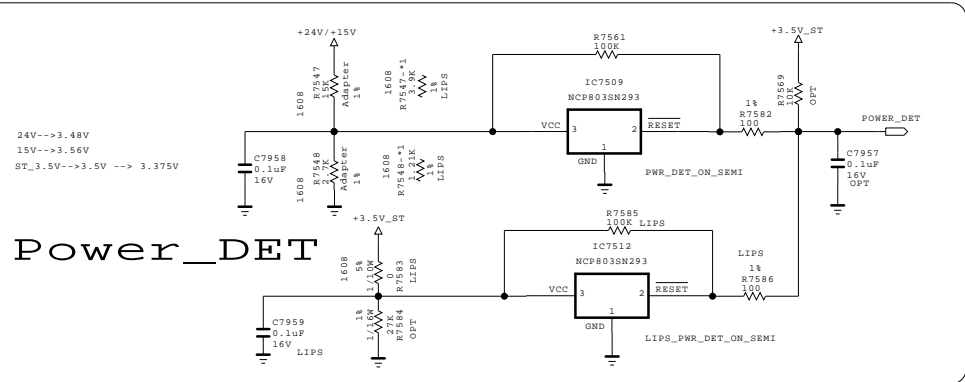 +24V/+15V
R7561
100K
+3.5V_ST
1608
R7547
15K
Adapter
1%
1608
R7547-*1
3.9K
1%
LIPS
IC7509
NCP803SN293
R7569
10K
OPT
1%
R7582
100
POWER_DET
VCC
3
2
RESET
1
GND
24V-->3.48V
15V-->3.56V
ST_3.5V-->3.5V --> 3.375V
C7958
0.1uF
16V
1608
R7548
Adapter
1%
1608
R7548-*1
1.21K
1%
LIPS
PWR_DET_ON_SEMI
C7957
0.1uF
16V
OPT
Power_DET
+3.5V_ST
R7585
100K LIPS
IC7512
NCP803SN293
1608
5%
1/10W
0
R7583
LIPS
LIPS
1%
R7586
100
VCC
3
2
RESET
1
GND
C7959
0.1uF
16V
LIPS
1%
1/16W
27K
R7584
OPT
LIPS_PWR_DET_ON_SEMI